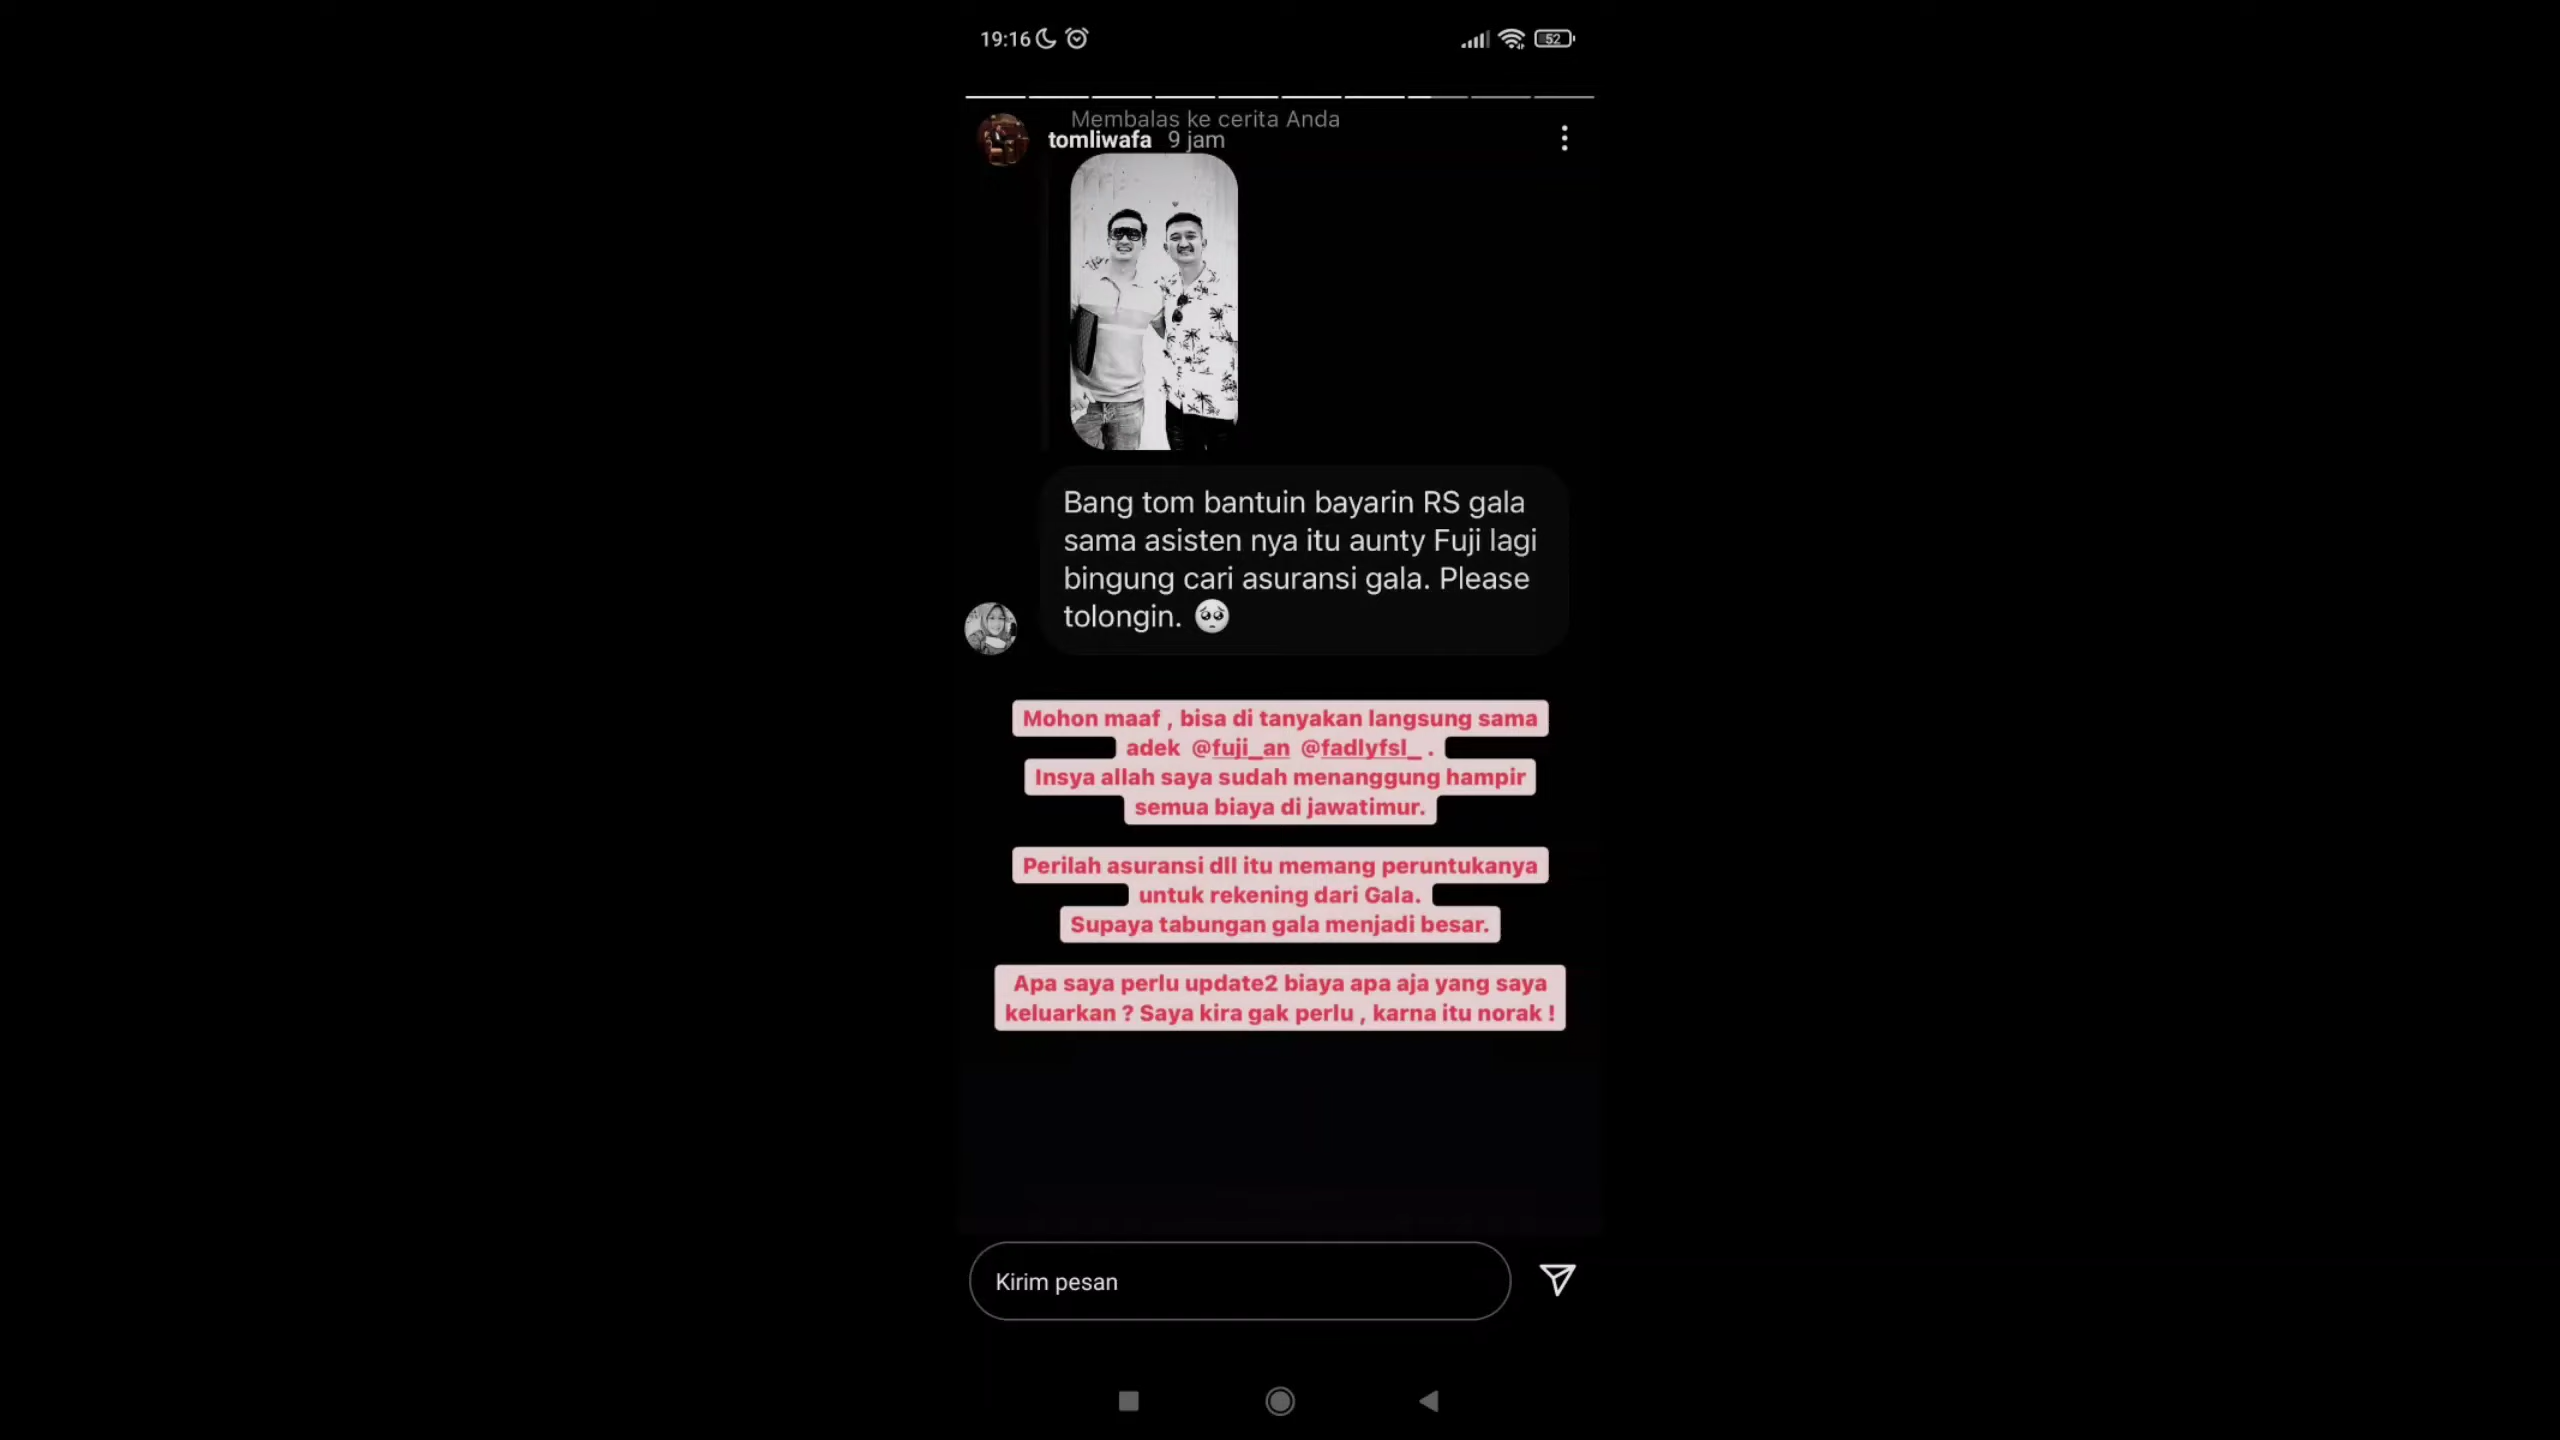 19:16
52
Membalas ke cerita Anda
tomliwafa 9 jam
Bang tom bantuin bayarin RS gala
sama asisten nya itu aunty Fuji lagi
bingung cari asuransi gala. Please
tolongin. 🥺
Mohon maaf , bisa di tanyakan langsung sama
adek @fuji_an @fadlyfsl_ .
Insya allah saya sudah menanggung hampir
semua biaya di jawatimur.
Perilah asuransi dll itu memang peruntukanya
untuk rekening dari Gala.
Supaya tabungan gala menjadi besar.
Apa saya perlu update2 biaya apa aja yang saya
keluarkan ? Saya kira gak perlu , karna itu norak !
Kirim pesan